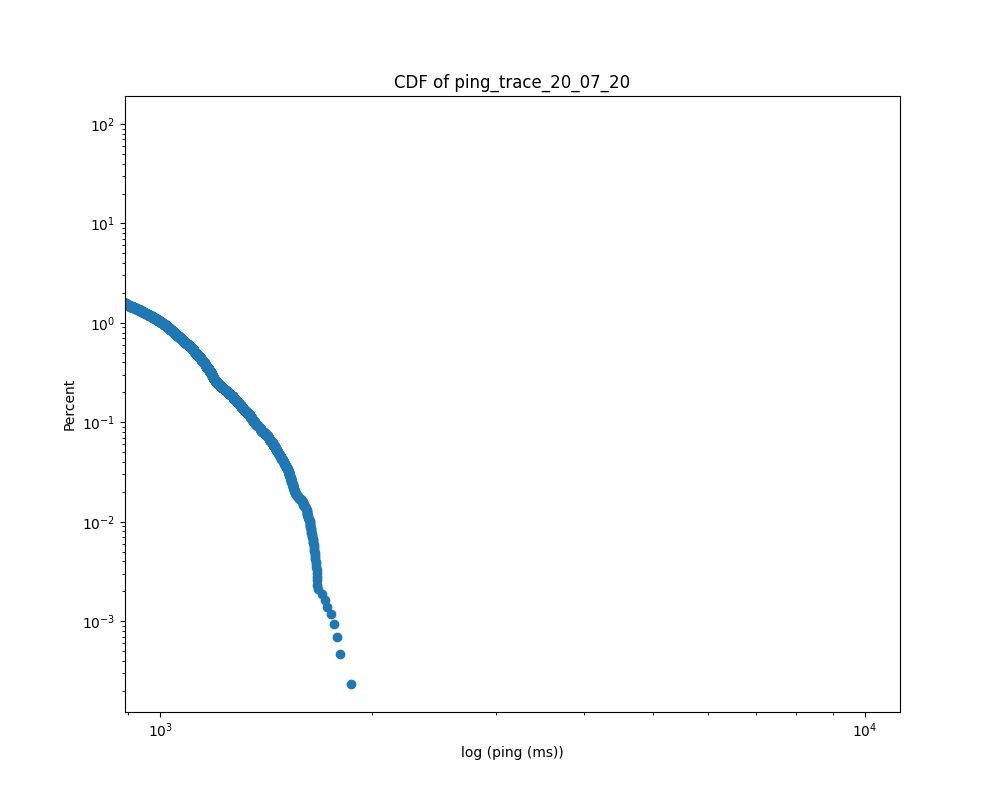 CDF of ping_trace_20_07_20
10²
10¹
10⁰
10⁻¹
10⁻²
10⁻³
Percent
10³
10⁴
log (ping (ms))